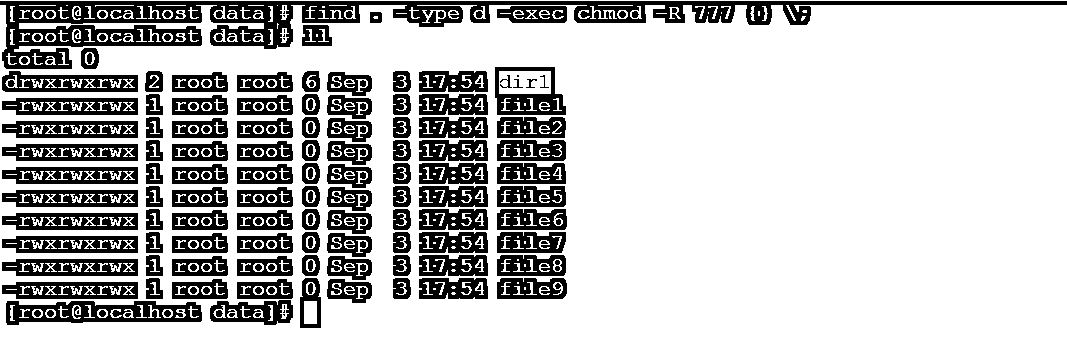 [root@localhost data]# find . -type d -exec chmod -R 777 {} \;
[root@localhost data]# ll
total 0
drwxrwxrwx 2 root root 6 Sep  3 17:54 dir1
-rwxrwxrwx 1 root root 0 Sep  3 17:54 file1
-rwxrwxrwx 1 root root 0 Sep  3 17:54 file2
-rwxrwxrwx 1 root root 0 Sep  3 17:54 file3
-rwxrwxrwx 1 root root 0 Sep  3 17:54 file4
-rwxrwxrwx 1 root root 0 Sep  3 17:54 file5
-rwxrwxrwx 1 root root 0 Sep  3 17:54 file6
-rwxrwxrwx 1 root root 0 Sep  3 17:54 file7
-rwxrwxrwx 1 root root 0 Sep  3 17:54 file8
-rwxrwxrwx 1 root root 0 Sep  3 17:54 file9
[root@localhost data]#